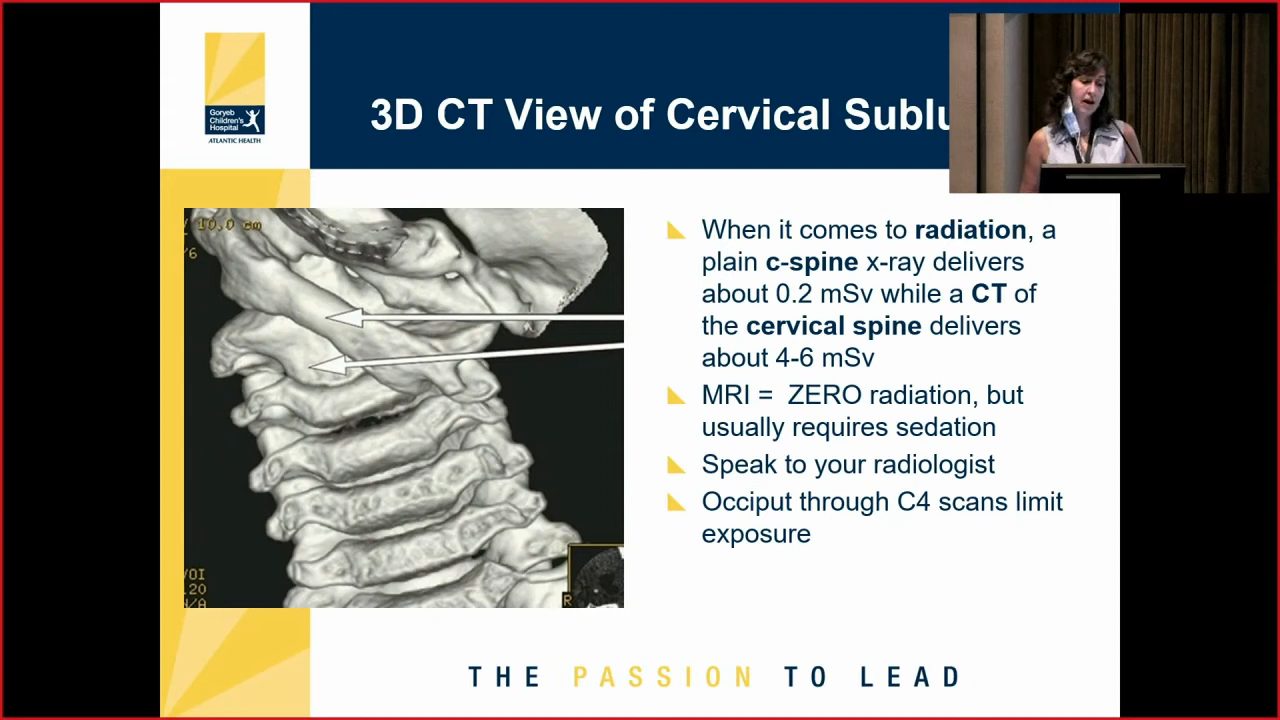 Goryeb
Children's
Hospital
ATLANTIC HEALTH
3D CT View of Cervical
10.0 cm
/6
When it comes to radiation, a
plain c-spine x-ray delivers
about 0.2 mSv while a CT of
the cervical spine delivers
about 4-6 mSv
MRI = ZERO radiation, but
usually requires sedation
Speak to your radiologist
Occiput through C4 scans limit
exposure
VOI
.20
N/A
R
THE PASSION TO LEAD